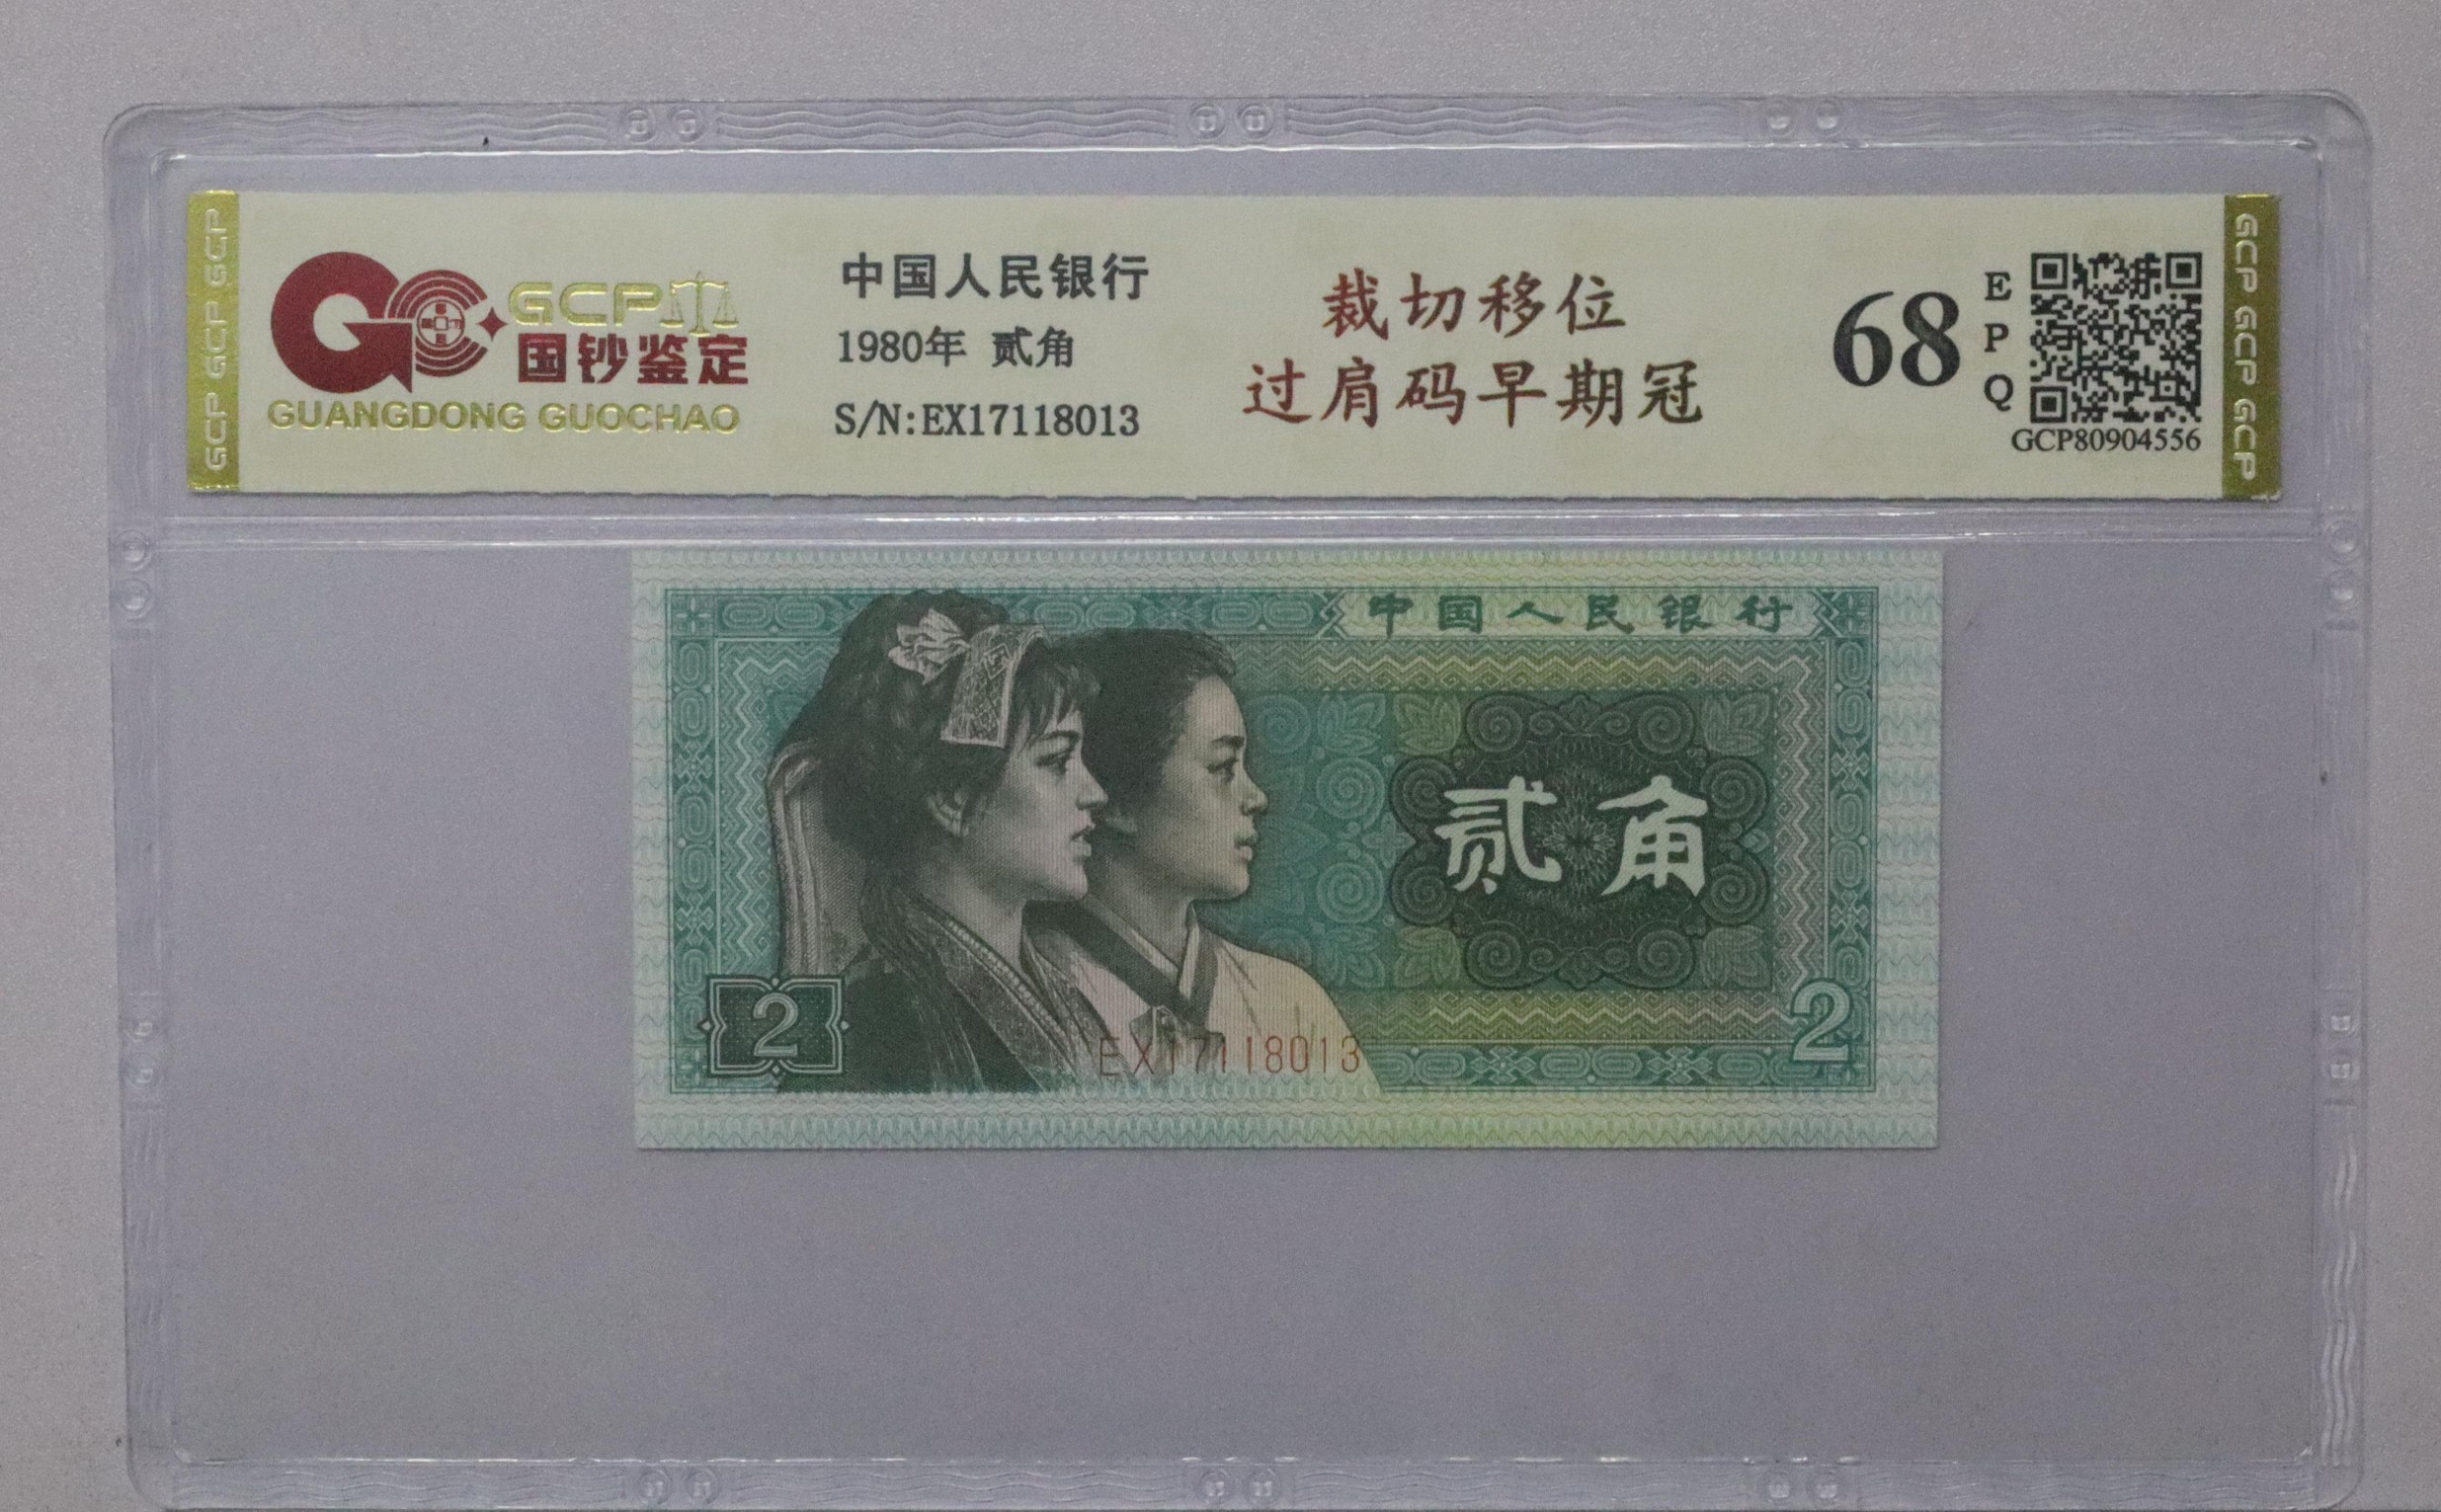 GCP GCP GCP
GCP
国钞鉴定
GUANGDONG GUOCHAO
中国人民银行
1980年 贰角
S/N:EX17118013
裁切移位
过肩码早期冠
68
E
P
Q
GCP80904556
GCP GCP GCP
中国人民银行
贰角
2
EX17118013
2